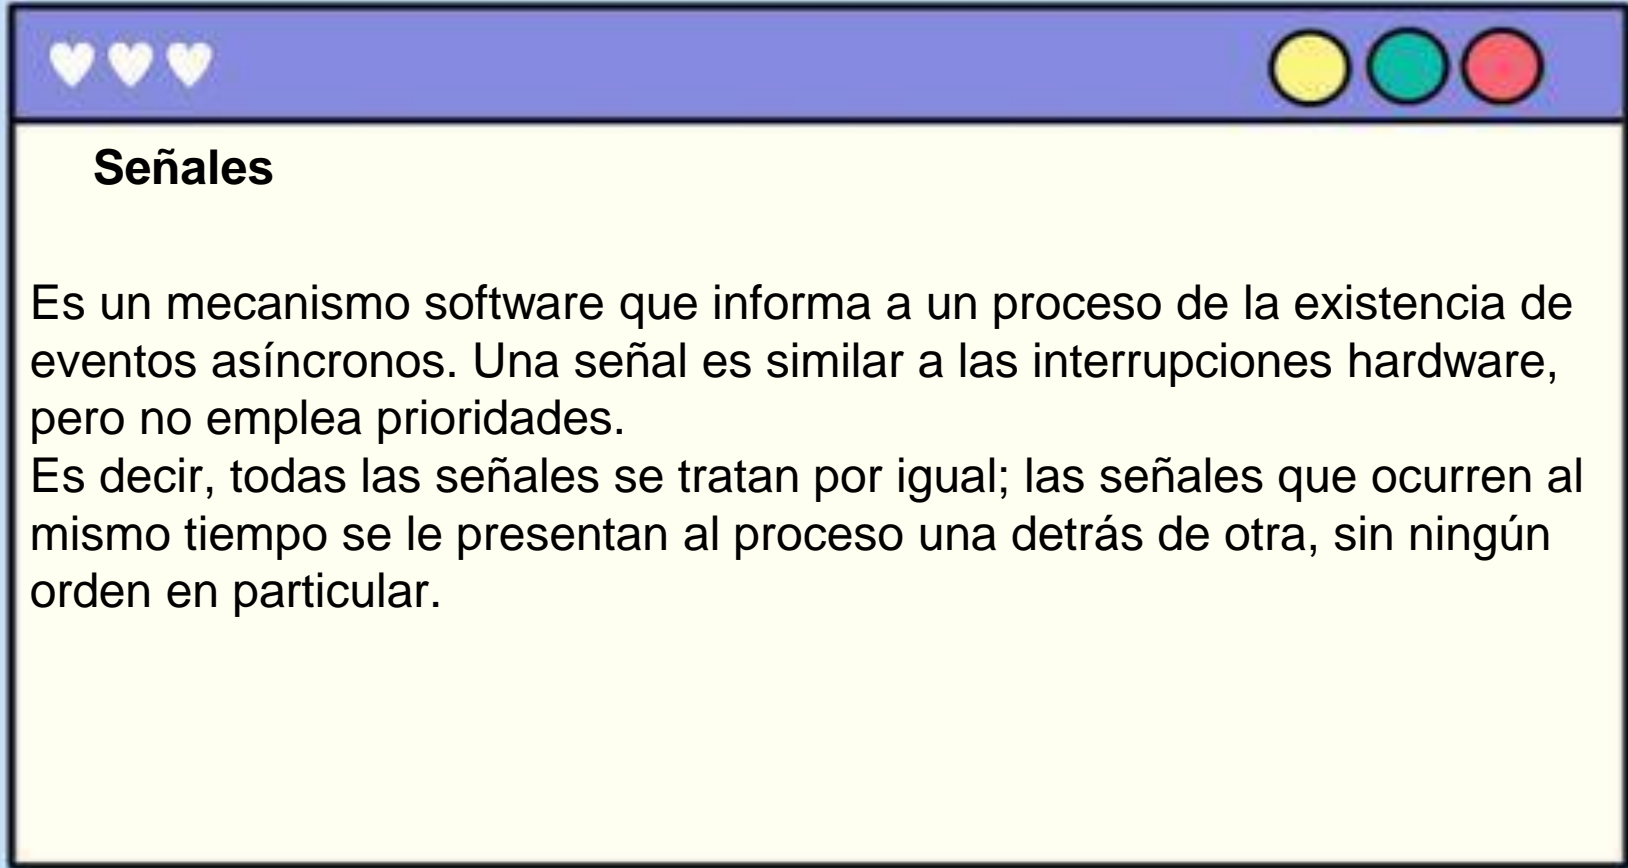 Señales
Es un mecanismo software que informa a un proceso de la existencia de
eventos asíncronos. Una señal es similar a las interrupciones hardware,
pero no emplea prioridades.
Es decir, todas las señales se tratan por igual; las señales que ocurren al
mismo tiempo se le presentan al proceso una detrás de otra, sin ningún
orden en particular.